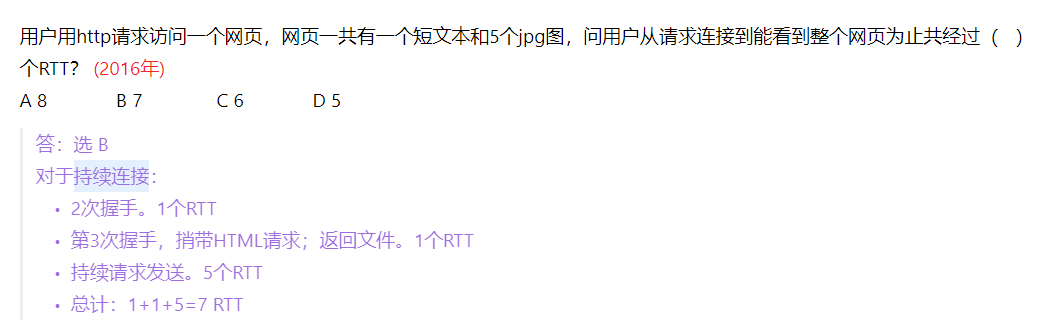 用户用http请求访问一个网页，网页一共有一个短文本和5个jpg图，问用户从请求连接到能看到整个网页为止共经过（　）
个RTT？ (2016年)
A 8　　　　B 7　　　　C 6　　　　D 5
答：选 B
对于持续连接：
• 2次握手。1个RTT
• 第3次握手，捎带HTML请求；返回文件。1个RTT
• 持续请求发送。5个RTT
• 总计：1+1+5=7 RTT